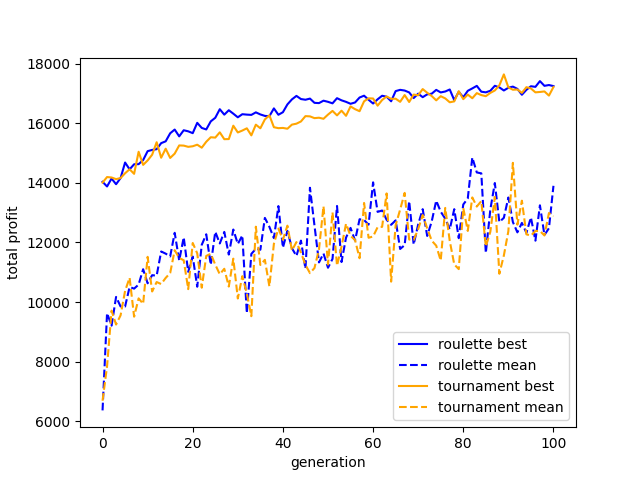 18000
16000
14000
12000
10000
8000
6000
total profit
0
20
40
60
80
100
generation
roulette best
roulette mean
tournament best
tournament mean